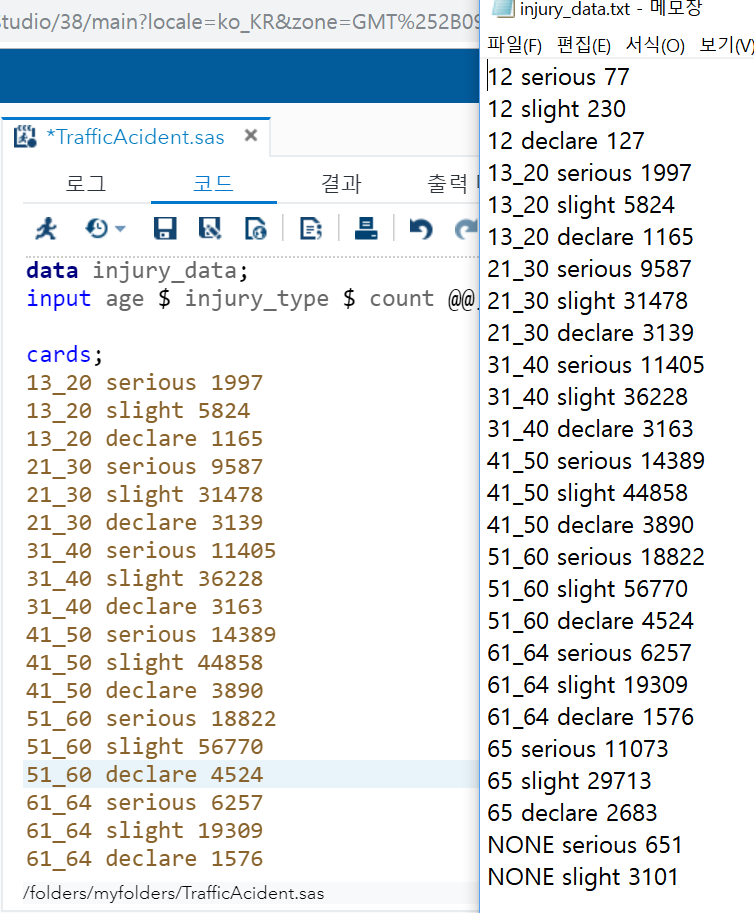 studio/38/main?locale=ko_KR&zone=GMT%252B09
*TrafficAcident.sas
로그 코드 결과 출력
data injury_data;
input age $ injury_type $ count @@
cards;
13_20 serious 1997
13_20 slight 5824
13_20 declare 1165
21_30 serious 9587
21_30 slight 31478
21_30 declare 3139
31_40 serious 11405
31_40 slight 36228
31_40 declare 3163
41_50 serious 14389
41_50 slight 44858
41_50 declare 3890
51_60 serious 18822
51_60 slight 56770
51_60 declare 4524
61_64 serious 6257
61_64 slight 19309
61_64 declare 1576
/folders/myfolders/TrafficAcident.sas
injury_data.txt - 메모장
파일(F) 편집(E) 서식(O) 보기(V)
12 serious 77
12 slight 230
12 declare 127
13_20 serious 1997
13_20 slight 5824
13_20 declare 1165
21_30 serious 9587
21_30 slight 31478
21_30 declare 3139
31_40 serious 11405
31_40 slight 36228
31_40 declare 3163
41_50 serious 14389
41_50 slight 44858
41_50 declare 3890
51_60 serious 18822
51_60 slight 56770
51_60 declare 4524
61_64 serious 6257
61_64 slight 19309
61_64 declare 1576
65 serious 11073
65 slight 29713
65 declare 2683
NONE serious 651
NONE slight 3101